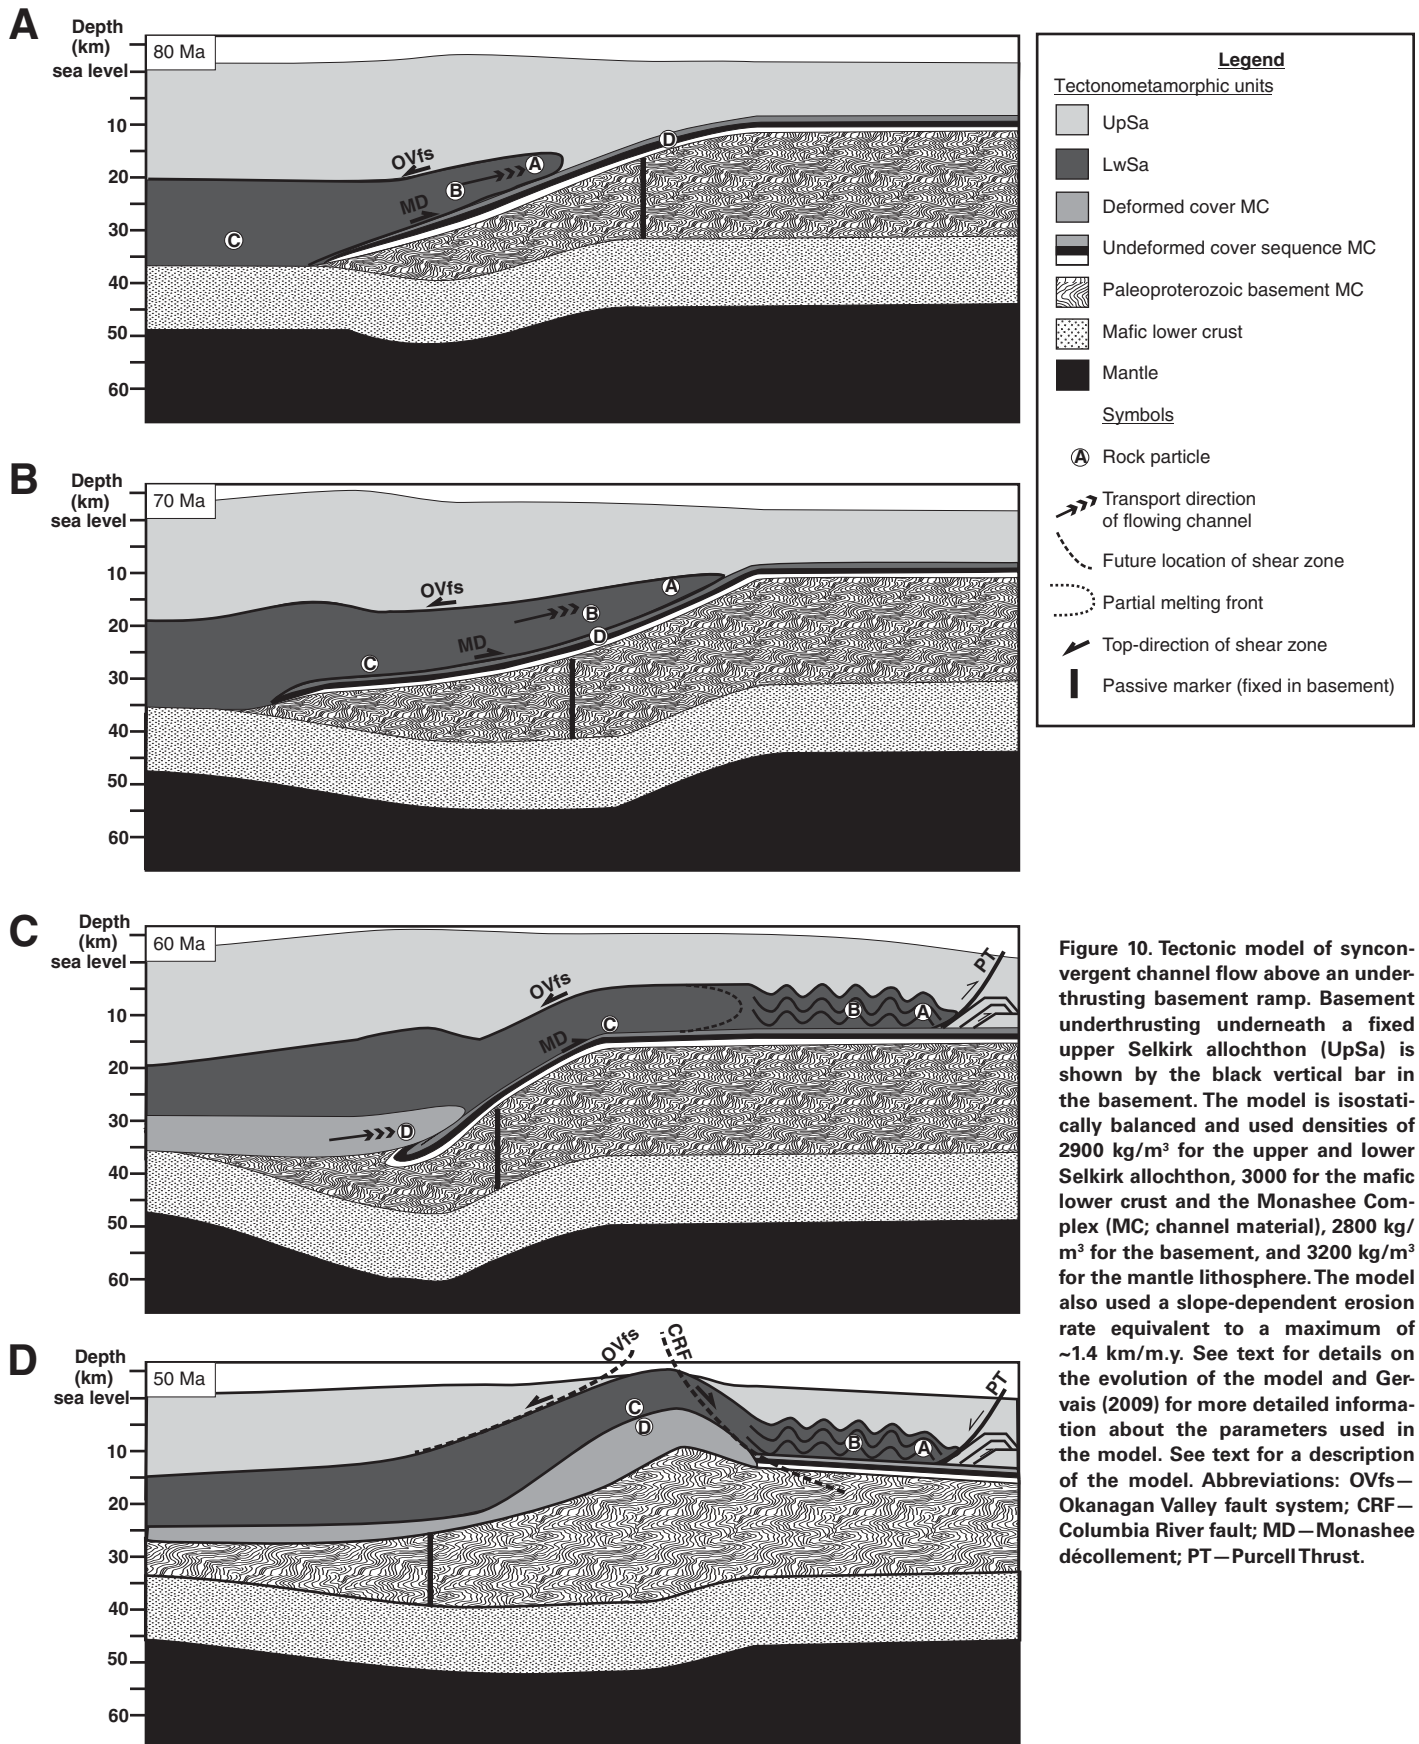 A
Depth
(km)
sea level
10
20
30
40
50
60
80 Ma
OVfs
MD
A
B
C
D
Legend
Tectonometamorphic units
UpSa
LwSa
Deformed cover MC
Undeformed cover sequence MC
Paleoproterozoic basement MC
Mafic lower crust
Mantle
Symbols
A Rock particle
Transport direction
of flowing channel
Future location of shear zone
Partial melting front
Top-direction of shear zone
Passive marker (fixed in basement)
B
Depth
(km)
sea level
10
20
30
40
50
60
70 Ma
OVfs
MD
A
B
C
D
C
Depth
(km)
sea level
10
20
30
40
50
60
60 Ma
OVfs
MD
PT
C
B
A
D
D
Depth
(km)
sea level
10
20
30
40
50
60
50 Ma
OVfs
CRF
PT
C
D
B
A
Figure 10. Tectonic model of syncon-
vergent channel flow above an under-
thrusting basement ramp. Basement
underthrusting underneath a fixed
upper Selkirk allochthon (UpSa) is
shown by the black vertical bar in
the basement. The model is isostati-
cally balanced and used densities of
2900 kg/m³ for the upper and lower
Selkirk allochthon, 3000 for the mafic
lower crust and the Monashee Com-
plex (MC; channel material), 2800 kg/
m³ for the basement, and 3200 kg/m³
for the mantle lithosphere. The model
also used a slope-dependent erosion
rate equivalent to a maximum of
~1.4 km/m.y. See text for details on
the evolution of the model and Ger-
vais (2009) for more detailed informa-
tion about the parameters used in
the model. See text for a description
of the model. Abbreviations: OVfs—
Okanagan Valley fault system; CRF—
Columbia River fault; MD—Monashee
décollement; PT—Purcell Thrust.